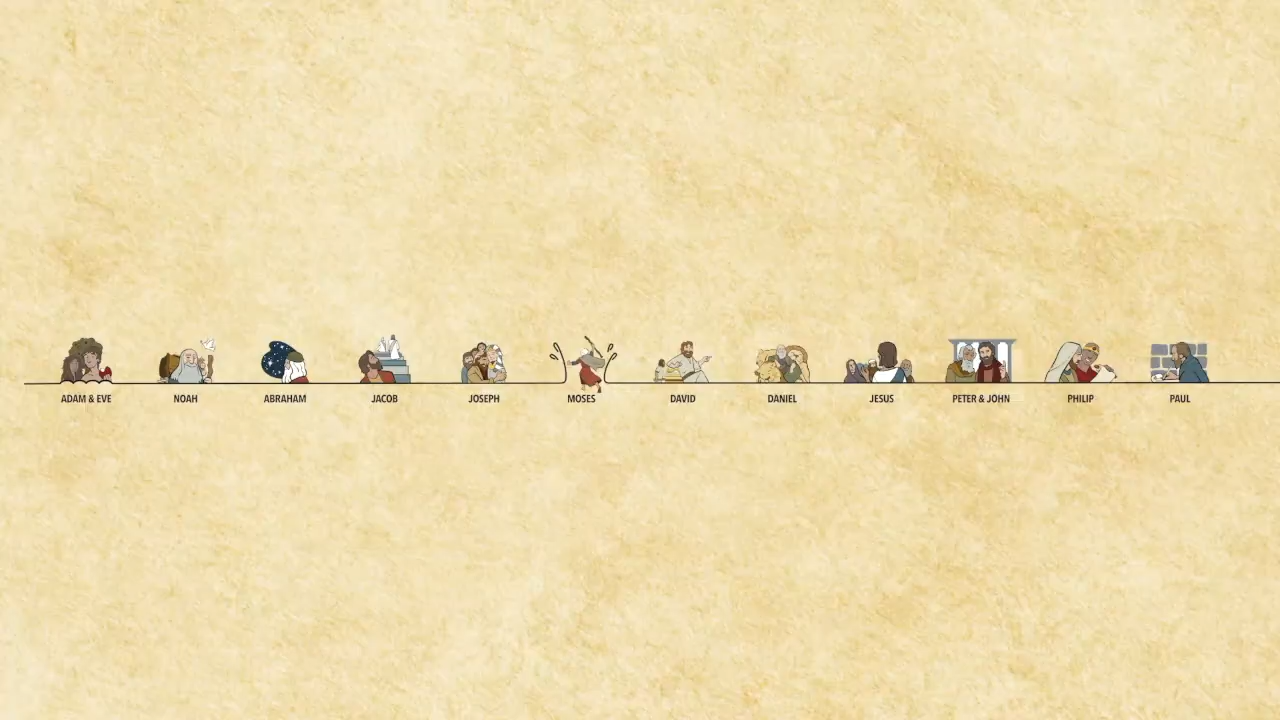 ADAM & EVE
NOAH
ABRAHAM
JACOB
JOSEPH
MOSES
DAVID
DANIEL
JESUS
PETER & JOHN
PHILIP
PAUL